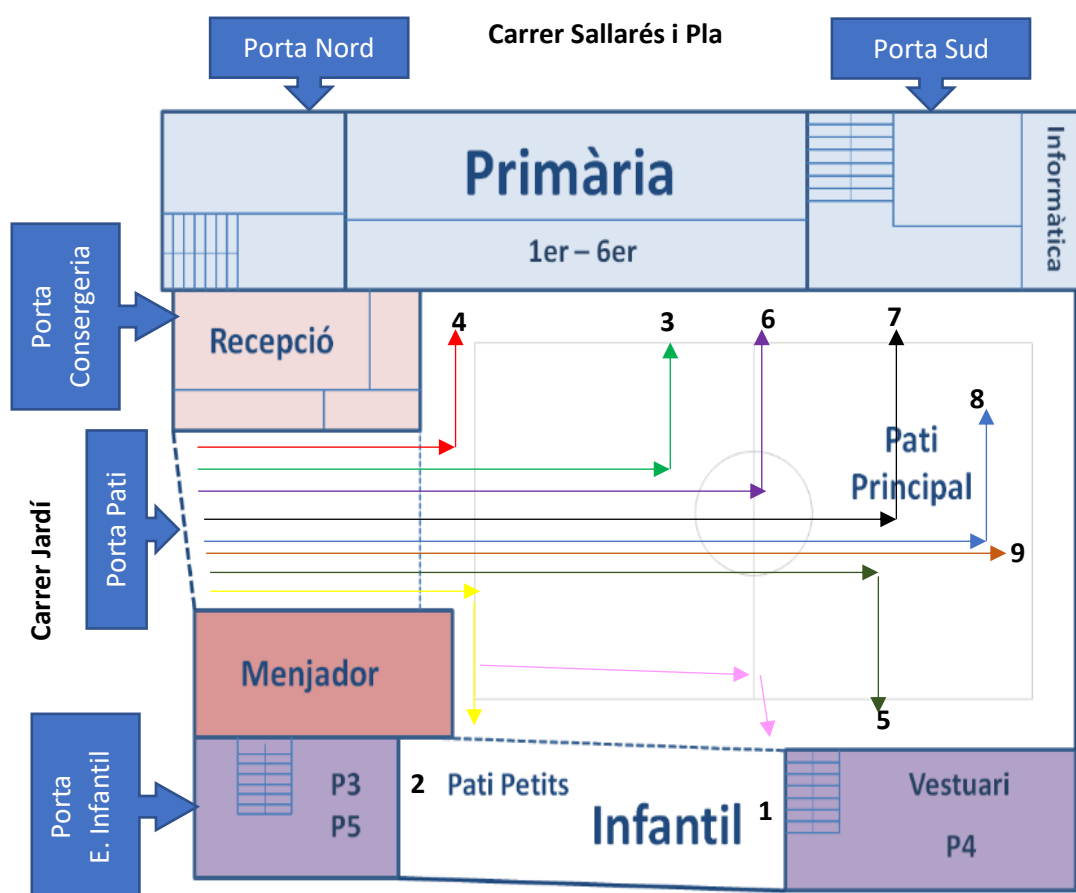 Porta Nord
Carrer Sallarés i Pla
Porta Sud
Primària
1er – 6er
Informàtica
Porta
Consergeria
Recepció
4
3
6
7
8
Pati
Principal
Carrer Jardí
Porta Pati
9
Menjador
5
Porta
E. Infantil
P3
P5
2
Pati Petits
Infantil
1
Vestuari
P4